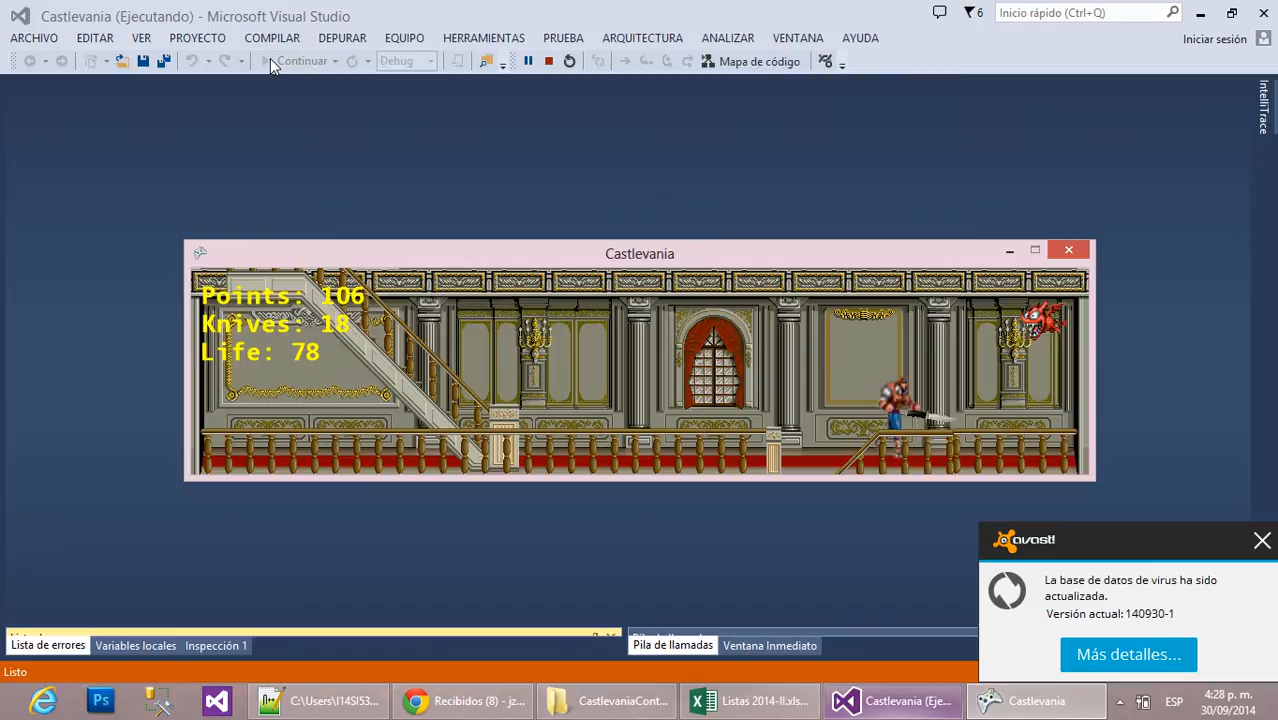 Castlevania (Ejecutando) - Microsoft Visual Studio
6
Inicio rápido (Ctrl+Q)
ARCHIVO EDITAR VER PROYECTO COMPILAR DEPURAR EQUIPO HERRAMIENTAS PRUEBA ARQUITECTURA ANALIZAR VENTANA AYUDA
Iniciar sesión
Continuar Debug Mapa de código
IntelliTrace
Castlevania
Points: 106
Knives: 18
Life: 78
avast!
La base de datos de virus ha sido
actualizada.
Versión actual: 140930-1
Más detalles...
Lista de errores Variables locales Inspección 1
Pila de llamadas Ventana Inmediato
Listo
C:\Users\I14S153...
Recibidos (8) - jz...
CastlevaniaCont...
Listas 2014-II.xls...
Castlevania (Eje...
Castlevania
ESP
4:28 p. m.
30/09/2014